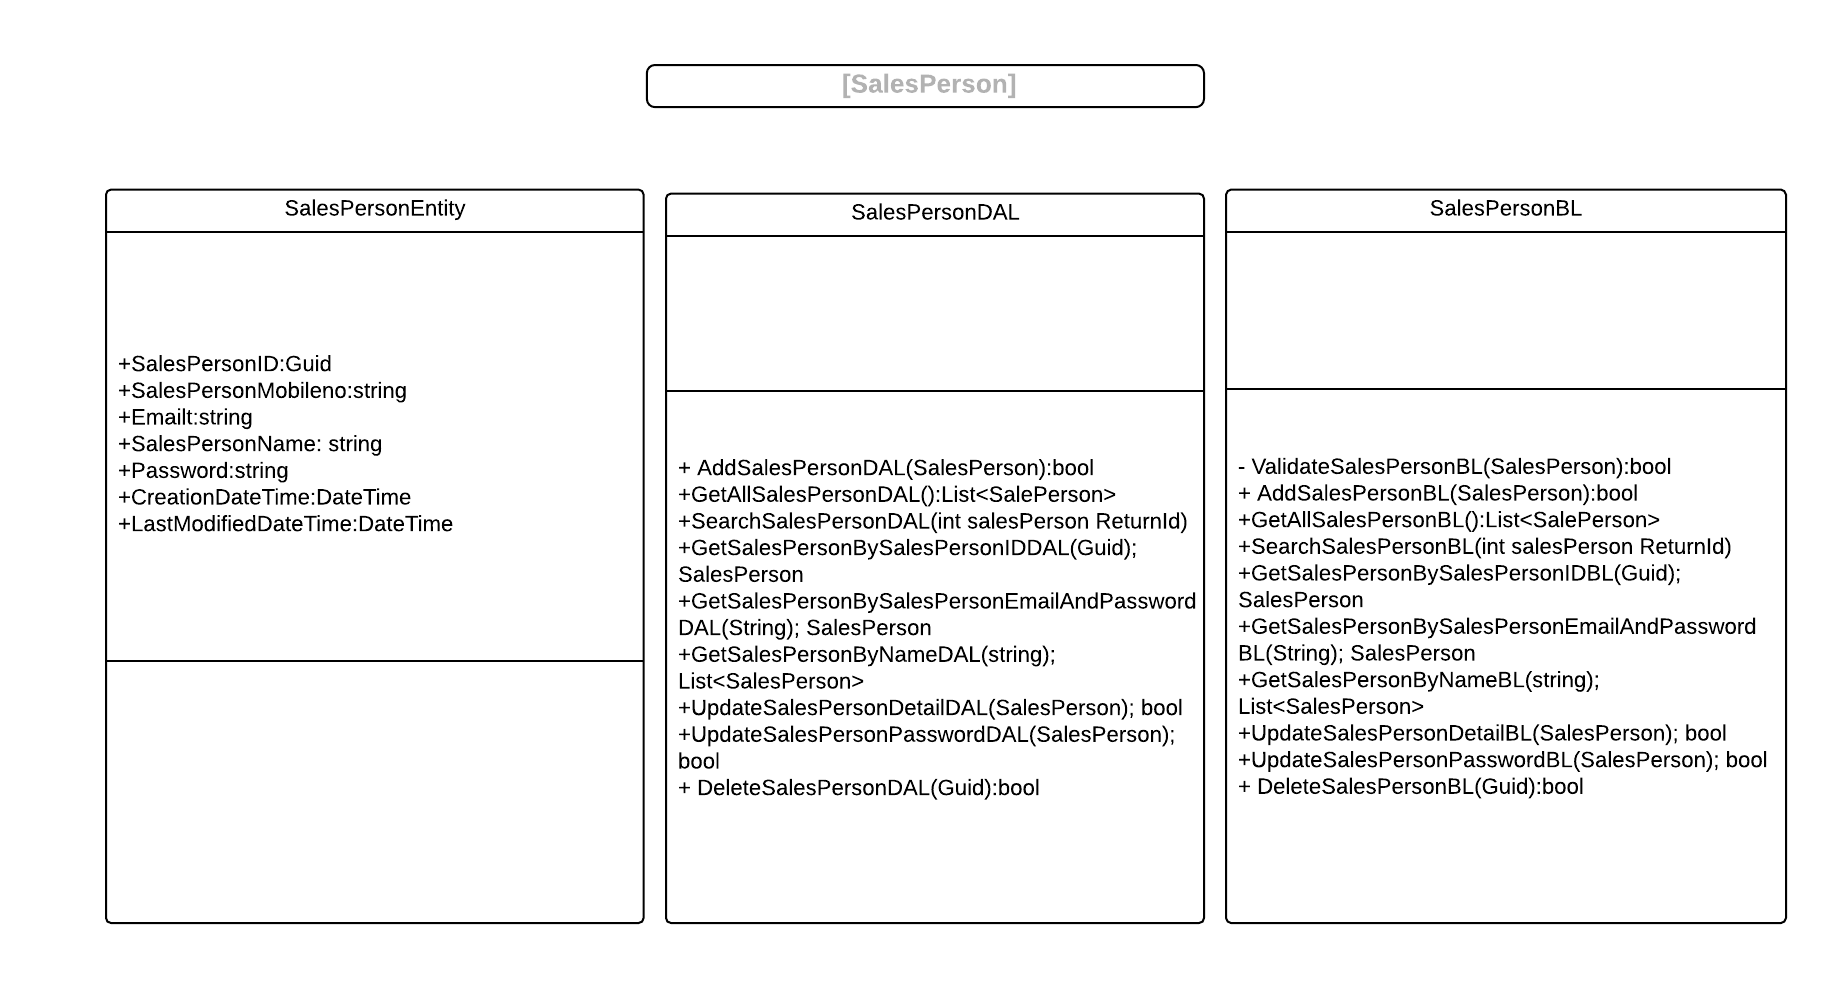 [SalesPerson]
SalesPersonEntity
+SalesPersonID:Guid
+SalesPersonMobileno:string
+Emailt:string
+SalesPersonName: string
+Password:string
+CreationDateTime:DateTime
+LastModifiedDateTime:DateTime
SalesPersonDAL
+ AddSalesPersonDAL(SalesPerson):bool
+GetAllSalesPersonDAL():List<SalePerson>
+SearchSalesPersonDAL(int salesPerson ReturnId)
+GetSalesPersonBySalesPersonIDDAL(Guid);
SalesPerson
+GetSalesPersonBySalesPersonEmailAndPassword
DAL(String); SalesPerson
+GetSalesPersonByNameDAL(string);
List<SalesPerson>
+UpdateSalesPersonDetailDAL(SalesPerson); bool
+UpdateSalesPersonPasswordDAL(SalesPerson);
bool
+ DeleteSalesPersonDAL(Guid):bool
SalesPersonBL
- ValidateSalesPersonBL(SalesPerson):bool
+ AddSalesPersonBL(SalesPerson):bool
+GetAllSalesPersonBL():List<SalePerson>
+SearchSalesPersonBL(int salesPerson ReturnId)
+GetSalesPersonBySalesPersonIDBL(Guid);
SalesPerson
+GetSalesPersonBySalesPersonEmailAndPassword
BL(String); SalesPerson
+GetSalesPersonByNameBL(string);
List<SalesPerson>
+UpdateSalesPersonDetailBL(SalesPerson); bool
+UpdateSalesPersonPasswordBL(SalesPerson); bool
+ DeleteSalesPersonBL(Guid):bool